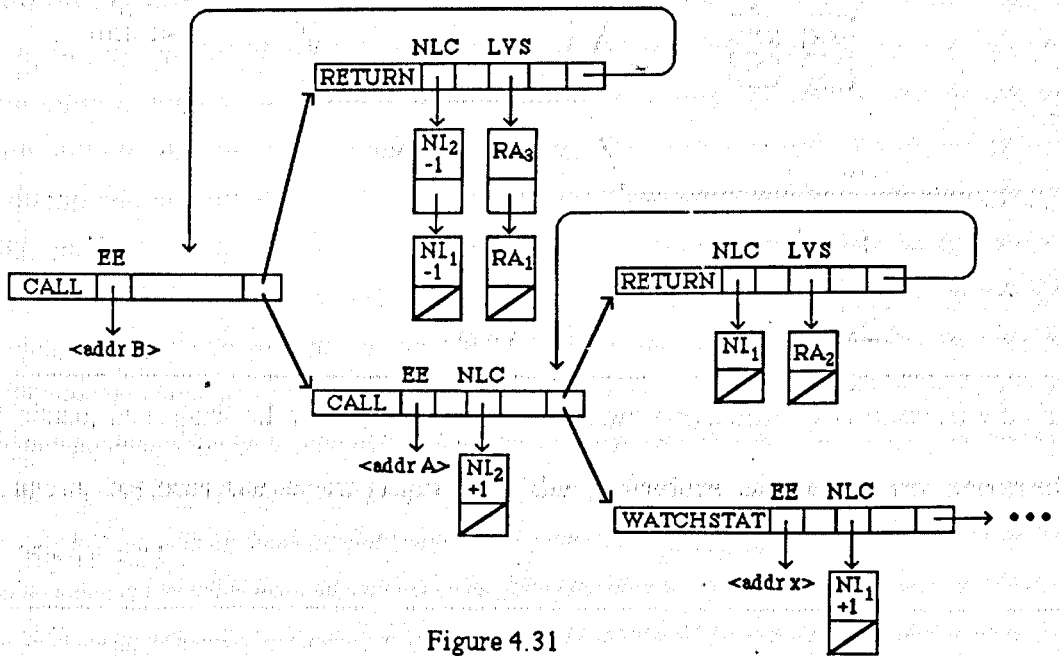 NLC LVS
RETURN
NI2
-1
RA3
NI1
-1
RA1
EE
CALL
<addr B>
NLC LVS
RETURN
NI1
RA2
EE NLC
CALL
<addr A>
NI2
+1
EE NLC
WATCHSTAT
•••
<addr x>
NI1
+1
Figure 4.31